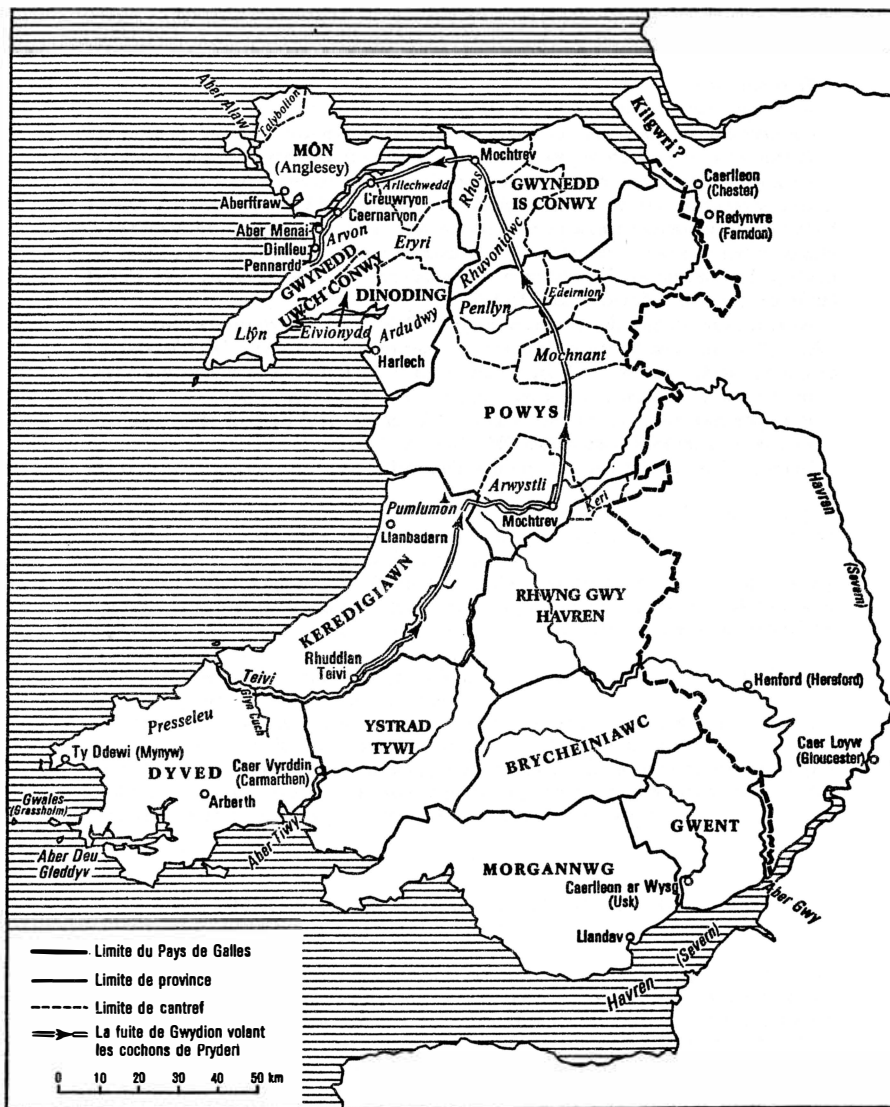 Aber Alaw
Talybolion
MÔN
(Anglesey)
Aberffraw
Aber Menai
Dinlleu
Pennardd
Arllechwedd
Creuwryon
Caernarvon
Arvon
Eryri
GWYNEDD
UWCH CONWY
DINODING
Llŷn
Eivionydd
Ardudwy
Harlech
Mochtrev
Rhos
GWYNEDD
IS CONWY
Rhuvoniawc
Kilgwri ?
Caerlleon
(Chester)
Redynvre
(Farndon)
Penllyn
Edeirnion
Mochnant
POWYS
Arwystli
Keri
Mochtrev
Pumlumon
Llanbadarn
KEREDIGIAWN
Rhuddlan
Teivi
Teivi
Glyn Cuch
RHWNG GWY
HAVREN
Havren
(Severn)
Henford (Hereford)
Caer Loyw
(Gloucester)
Presseleu
Ty Ddewi (Mynyw)
DYVED
Caer Vyrddin
(Carmarthen)
Arberth
Gwales
(Grassholm)
Aber Deu
Gleddyv
Aber Tiwy
YSTRAD
TYWI
BRYCHEINIAWC
GWENT
MORGANNWG
Caerlleon ar Wysg
(Usk)
Llandav
Aber Gwy
Havren
(Severn)
Limite du Pays de Galles
Limite de province
Limite de cantref
La fuite de Gwydion volant
les cochons de Pryderi
0 10 20 30 40 50 km